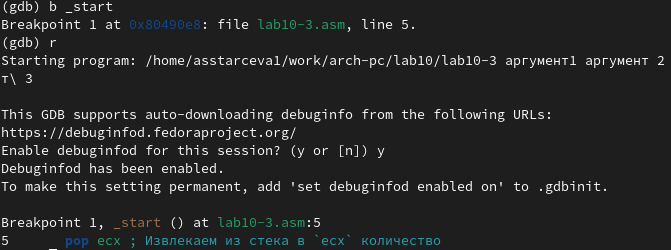 (gdb) b _start
Breakpoint 1 at 0x80490e8: file lab10-3.asm, line 5.
(gdb) r
Starting program: /home/asstarceva1/work/arch-pc/lab10/lab10-3 аргумент1 аргумент 2
т\ 3
This GDB supports auto-downloading debuginfo from the following URLs:
https://debuginfod.fedoraproject.org/
Enable debuginfod for this session? (y or [n]) y
Debuginfod has been enabled.
To make this setting permanent, add 'set debuginfod enabled on' to .gdbinit.
Breakpoint 1, _start () at lab10-3.asm:5
5 _ pop ecx ; Извлекаем из стека в `ecx` количество